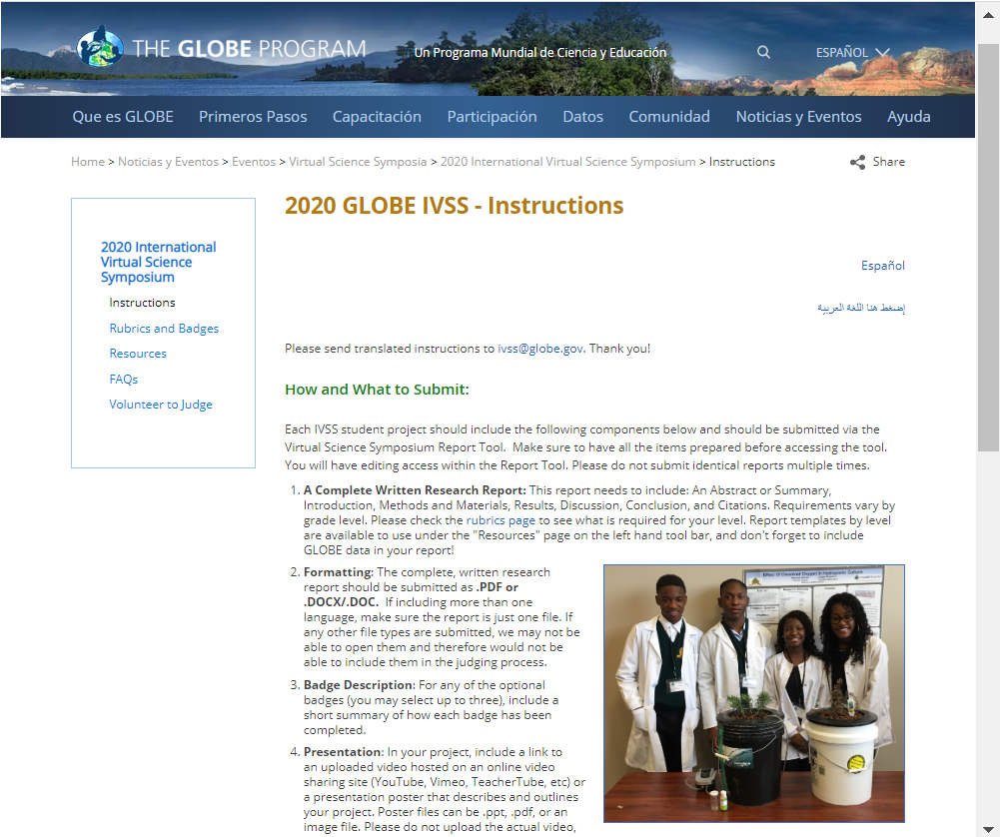 THE GLOBE PROGRAM
Un Programa Mundial de Ciencia y Educación
ESPAÑOL
Que es GLOBE Primeros Pasos Capacitación Participación Datos Comunidad Noticias y Eventos Ayuda
Home > Noticias y Eventos > Eventos > Virtual Science Symposia > 2020 International Virtual Science Symposium > Instructions
Share
2020 International
Virtual Science
Symposium
Instructions
Rubrics and Badges
Resources
FAQs
Volunteer to Judge
2020 GLOBE IVSS - Instructions
Español
إضغط هنا اللغة العربية
Please send translated instructions to ivss@globe.gov. Thank you!
How and What to Submit:
Each IVSS student project should include the following components below and should be submitted via the
Virtual Science Symposium Report Tool. Make sure to have all the items prepared before accessing the tool.
You will have editing access within the Report Tool. Please do not submit identical reports multiple times.
1. A Complete Written Research Report: This report needs to include: An Abstract or Summary,
Introduction, Methods and Materials, Results, Discussion, Conclusion, and Citations. Requirements vary by
grade level. Please check the rubrics page to see what is required for your level. Report templates by level
are available to use under the "Resources" page on the left hand tool bar, and don't forget to include
GLOBE data in your report!
2. Formatting: The complete, written research
report should be submitted as .PDF or
.DOCX/.DOC. If including more than one
language, make sure the report is just one file. If
any other file types are submitted, we may not be
able to open them and therefore would not be
able to include them in the judging process.
3. Badge Description: For any of the optional
badges (you may select up to three), include a
short summary of how each badge has been
completed.
4. Presentation: In your project, include a link to
an uploaded video hosted on an online video
sharing site (YouTube, Vimeo, TeacherTube, etc) or
a presentation poster that describes and outlines
your project. Poster files can be .ppt, .pdf, or an
image file. Please do not upload the actual video,
Effect Of Dissolved Oxygen in Hydroponic Culture